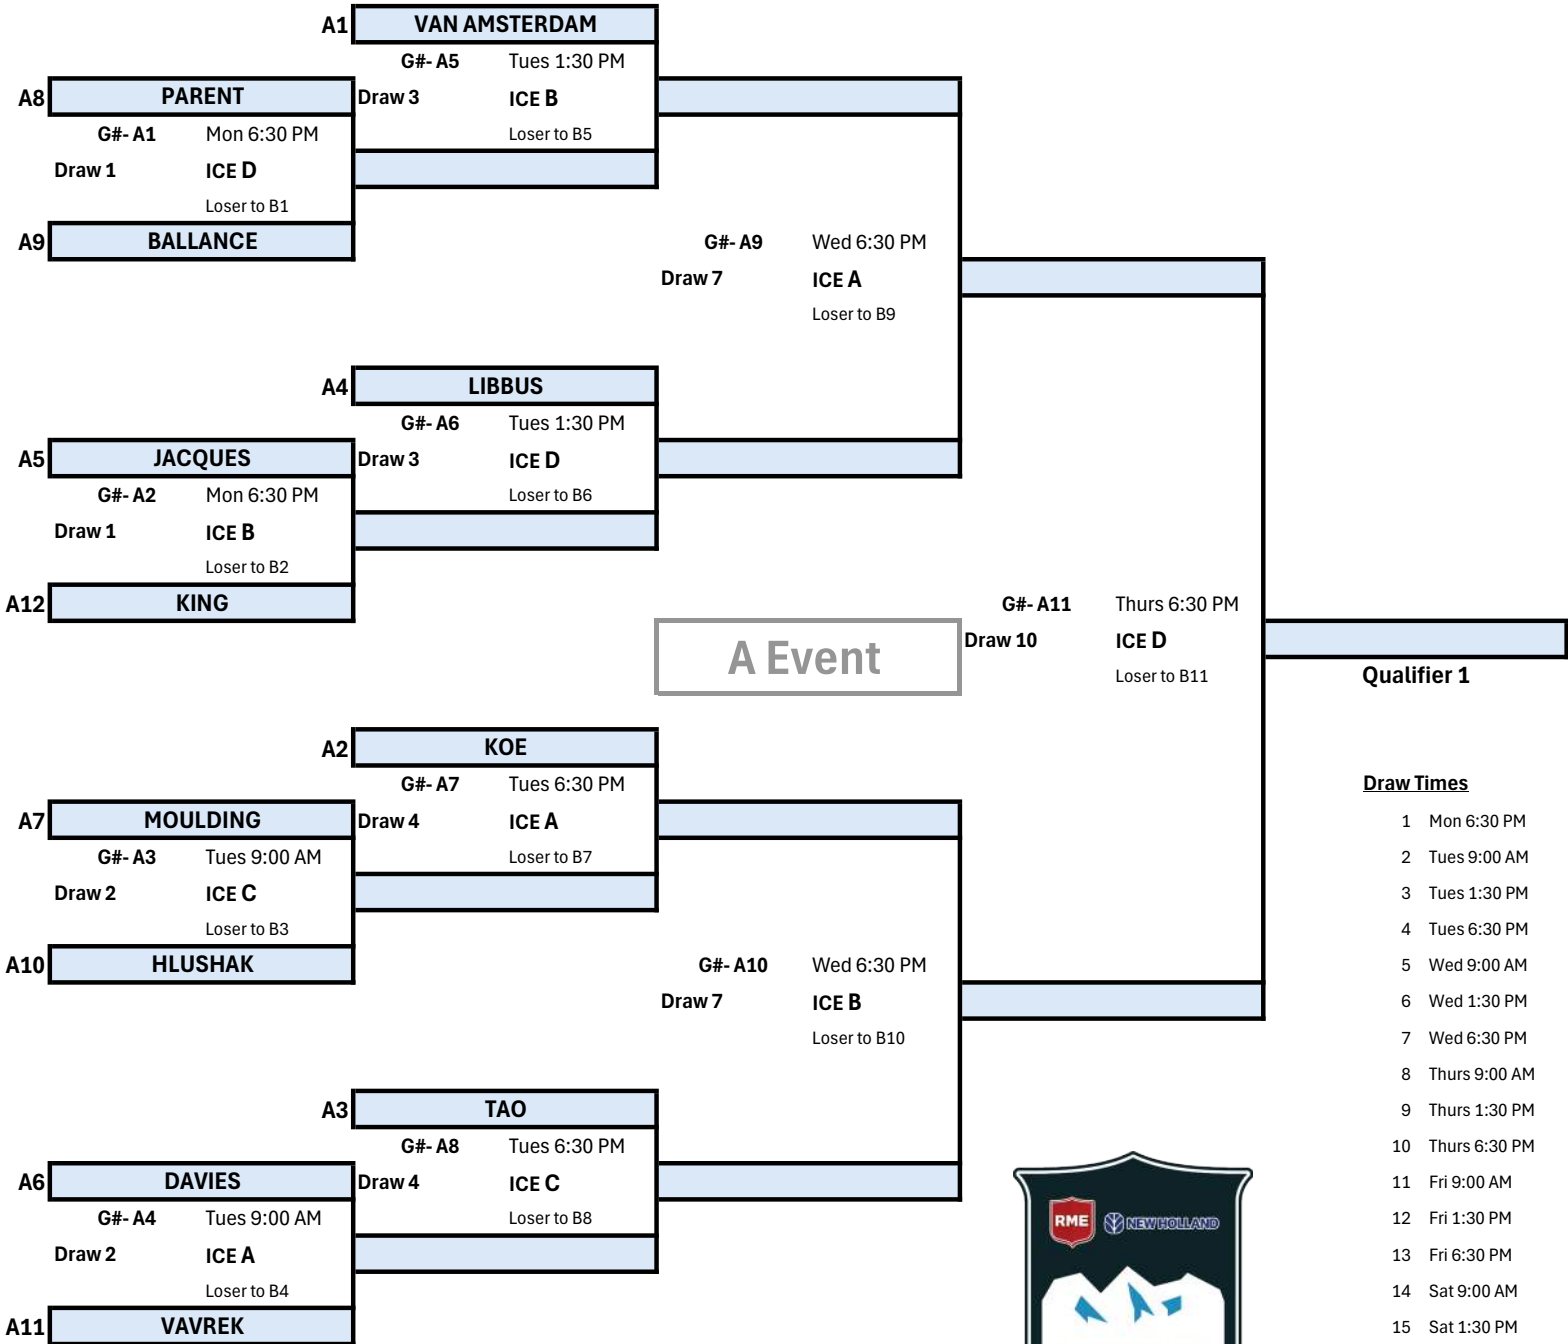 A1 VAN AMSTERDAM
G#- A5 Tues 1:30 PM
A8 PARENT Draw 3 ICE B
G#- A1 Mon 6:30 PM Loser to B5
Draw 1 ICE D
Loser to B1
A9 BALLANCE G#- A9 Wed 6:30 PM
Draw 7 ICE A
Loser to B9
A4 LIBBUS
G#- A6 Tues 1:30 PM
A5 JACQUES Draw 3 ICE D
G#- A2 Mon 6:30 PM Loser to B6
Draw 1 ICE B
Loser to B2
A12 KING G#- A11 Thurs 6:30 PM
A Event Draw 10 ICE D
Loser to B11 Qualifier 1
A2 KOE
G#- A7 Tues 6:30 PM Draw Times
A7 MOULDING Draw 4 ICE A 1 Mon 6:30 PM
G#- A3 Tues 9:00 AM Loser to B7 2 Tues 9:00 AM
Draw 2 ICE C 3 Tues 1:30 PM
Loser to B3 4 Tues 6:30 PM
A10 HLUSHAK G#- A10 Wed 6:30 PM 5 Wed 9:00 AM
Draw 7 ICE B 6 Wed 1:30 PM
Loser to B10 7 Wed 6:30 PM
8 Thurs 9:00 AM
A3 TAO 9 Thurs 1:30 PM
G#- A8 Tues 6:30 PM 10 Thurs 6:30 PM
A6 DAVIES Draw 4 ICE C 11 Fri 9:00 AM
G#- A4 Tues 9:00 AM Loser to B8 RME NEW HOLLAND 12 Fri 1:30 PM
Draw 2 ICE A 13 Fri 6:30 PM
Loser to B4 14 Sat 9:00 AM
A11 VAVREK 15 Sat 1:30 PM